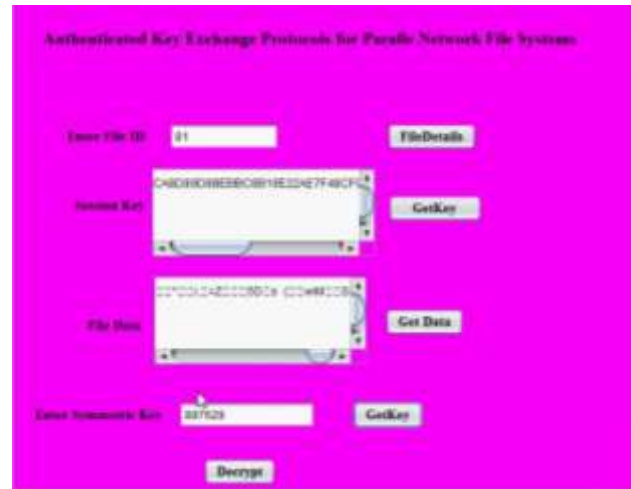 Authenticated Key Exchange Protocols for Paralle Network File Systems
Enter File ID 01 FileDetails
Session Key GetKey
File Data Get Data
Enter Symmetric Key GetKey
Decrypt